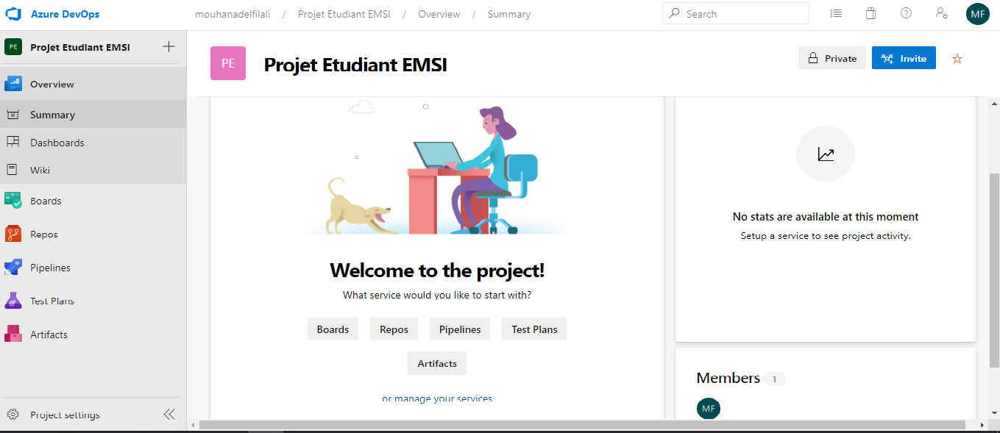 Azure DevOps
mouhanadelfilali / Projet Etudiant EMSI / Overview / Summary
Search
MF
PE Projet Etudiant EMSI
Overview
Summary
Dashboards
Wiki
Boards
Repos
Pipelines
Test Plans
Artifacts
Project settings
PE Projet Etudiant EMSI
Private
Invite
Welcome to the project!
What service would you like to start with?
Boards Repos Pipelines Test Plans
Artifacts
or manage your services
No stats are available at this moment
Setup a service to see project activity.
Members 1
MF